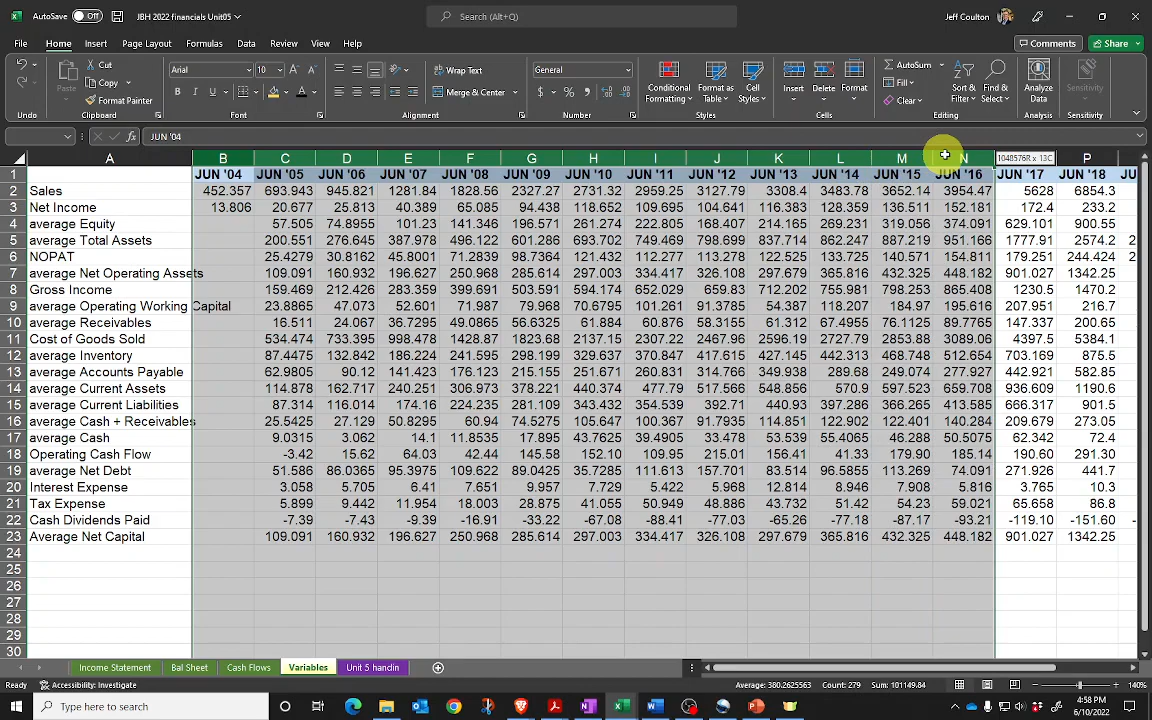 AutoSave Off JBH 2022 financials Unit05 Search (Alt+Q) Jeff Coulton
File Home Insert Page Layout Formulas Data Review View Help Comments Share
Cut Arial 10 Wrap Text General AutoSum
Paste Copy Conditional Formatting Format as Table Cell Styles Insert Delete Format Fill Sort & Filter Find & Select Analyze Data Sensitivity
Format Painter B I U Merge & Center $ % Clear
Undo Clipboard Font Alignment Number Styles Cells Editing Analysis Sensitivity
fx JUN '04
A B C D E F G H I J K L M N 1048576R x 13C P
1 JUN '04 JUN '05 JUN '06 JUN '07 JUN '08 JUN '09 JUN '10 JUN '11 JUN '12 JUN '13 JUN '14 JUN '15 JUN '16 JUN '17 JUN '18 JU
2 Sales 452.357 693.943 945.821 1281.84 1828.56 2327.27 2731.32 2959.25 3127.79 3308.4 3483.78 3652.14 3954.47 5628 6854.3
3 Net Income 13.806 20.677 25.813 40.389 65.085 94.438 118.652 109.695 104.641 116.383 128.359 136.511 152.181 172.4 233.2
4 average Equity 57.505 74.8955 101.23 141.346 196.571 261.274 222.805 168.407 214.165 269.231 319.056 374.091 629.101 900.55
5 average Total Assets 200.551 276.645 387.978 496.122 601.286 693.702 749.469 798.699 837.714 862.247 887.219 951.166 1777.91 2574.2 2
6 NOPAT 25.4279 30.8162 45.8001 71.2839 98.7364 121.432 112.277 113.278 122.525 133.725 140.571 154.811 179.251 244.424 2
7 average Net Operating Assets 109.091 160.932 196.627 250.968 285.614 297.003 334.417 326.108 297.679 365.816 432.325 448.182 901.027 1342.25
8 Gross Income 159.469 212.426 283.359 399.691 503.591 594.174 652.029 659.83 712.202 755.981 798.253 865.408 1230.5 1470.2
9 average Operating Working Capital 23.8865 47.073 52.601 71.987 79.968 70.6795 101.261 91.3785 54.387 118.207 184.97 195.616 207.951 216.7
10 average Receivables 16.511 24.067 36.7295 49.0865 56.6325 61.884 60.876 58.3155 61.312 67.4955 76.1125 89.7765 147.337 200.65
11 Cost of Goods Sold 534.474 733.395 998.478 1428.87 1823.68 2137.15 2307.22 2467.96 2596.19 2727.79 2853.88 3089.06 4397.5 5384.1
12 average Inventory 87.4475 132.842 186.224 241.595 298.199 329.637 370.847 417.615 427.145 442.313 468.748 512.654 703.169 875.5
13 average Accounts Payable 62.9805 90.12 141.423 176.123 215.155 251.671 260.831 314.766 349.938 289.68 249.074 277.927 442.921 582.85
14 average Current Assets 114.878 162.717 240.251 306.973 378.221 440.374 477.79 517.566 548.856 570.9 597.523 659.708 936.609 1190.6
15 average Current Liabilities 87.314 116.014 174.16 224.235 281.109 343.432 354.539 392.71 440.93 397.286 366.265 413.585 666.317 901.5
16 average Cash + Receivables 25.5425 27.129 50.8295 60.94 74.5275 105.647 100.367 91.7935 114.851 122.902 122.401 140.284 209.679 273.05
17 average Cash 9.0315 3.062 14.1 11.8535 17.895 43.7625 39.4905 33.478 53.539 55.4065 46.288 50.5075 62.342 72.4
18 Operating Cash Flow -3.42 15.62 64.03 42.44 145.58 152.10 109.95 215.01 156.41 41.33 179.90 185.14 190.60 291.30
19 average Net Debt 51.586 86.0365 95.3975 109.622 89.0425 35.7285 111.613 157.701 83.514 96.5855 113.269 74.091 271.926 441.7
20 Interest Expense 3.058 5.705 6.41 7.651 9.957 7.729 5.422 5.968 12.814 8.946 7.908 5.816 3.765 10.3
21 Tax Expense 5.899 9.442 11.954 18.003 28.875 41.055 50.949 48.886 43.732 51.42 54.23 59.021 65.658 86.8
22 Cash Dividends Paid -7.39 -7.43 -9.39 -16.91 -33.22 -67.08 -88.41 -77.03 -65.26 -77.18 -87.17 -93.21 -119.10 -151.60 -
23 Average Net Capital 109.091 160.932 196.627 250.968 285.614 297.003 334.417 326.108 297.679 365.816 432.325 448.182 901.027 1342.25
24
25
26
27
28
29
30
Income Statement Bal Sheet Cash Flows Variables Unit 5 handin
Ready Accessibility: Investigate Average: 380.2625563 Count: 279 Sum: 101149.84 140%
Type here to search 4:58 PM
6/10/2022